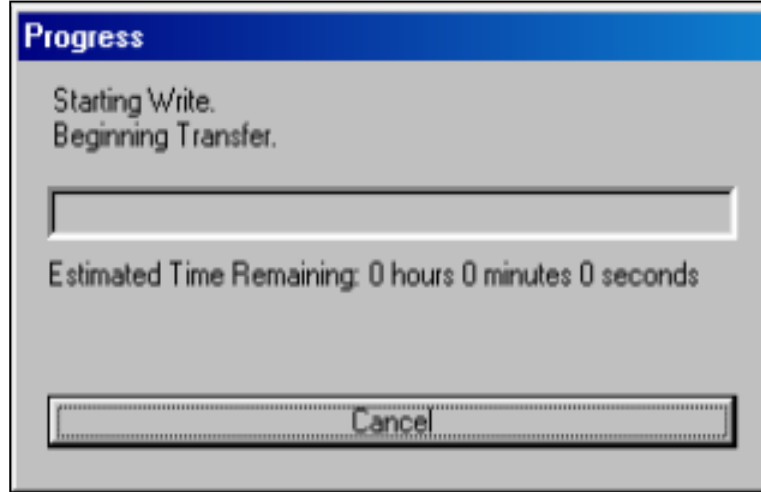 Progress
Starting Write.
Beginning Transfer.
Estimated Time Remaining: 0 hours 0 minutes 0 seconds
Cancel